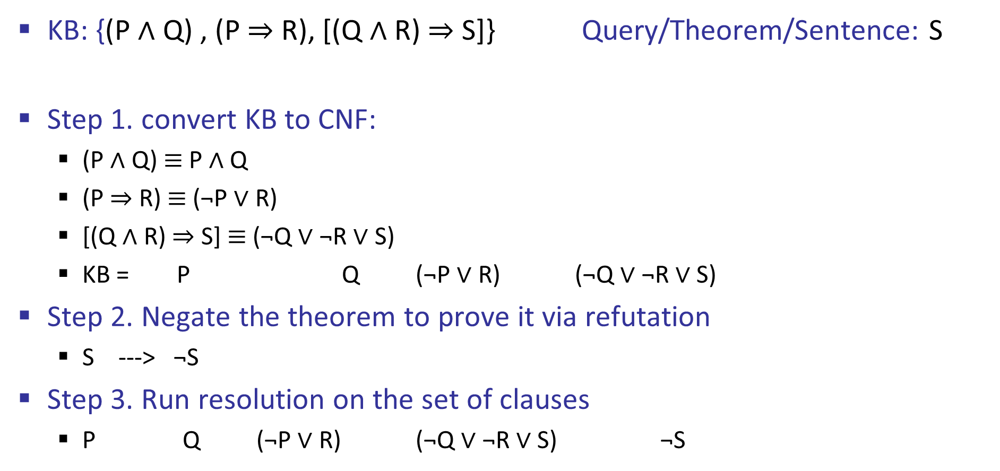 ▪ KB: {(P ∧ Q) , (P ⇒ R), [(Q ∧ R) ⇒ S]} Query/Theorem/Sentence: S
▪ Step 1. convert KB to CNF:
▪ (P ∧ Q) ≡ P ∧ Q
▪ (P ⇒ R) ≡ (¬P ∨ R)
▪ [(Q ∧ R) ⇒ S] ≡ (¬Q ∨ ¬R ∨ S)
▪ KB = P Q (¬P ∨ R) (¬Q ∨ ¬R ∨ S)
▪ Step 2. Negate the theorem to prove it via refutation
▪ S ---> ¬S
▪ Step 3. Run resolution on the set of clauses
▪ P Q (¬P ∨ R) (¬Q ∨ ¬R ∨ S) ¬S